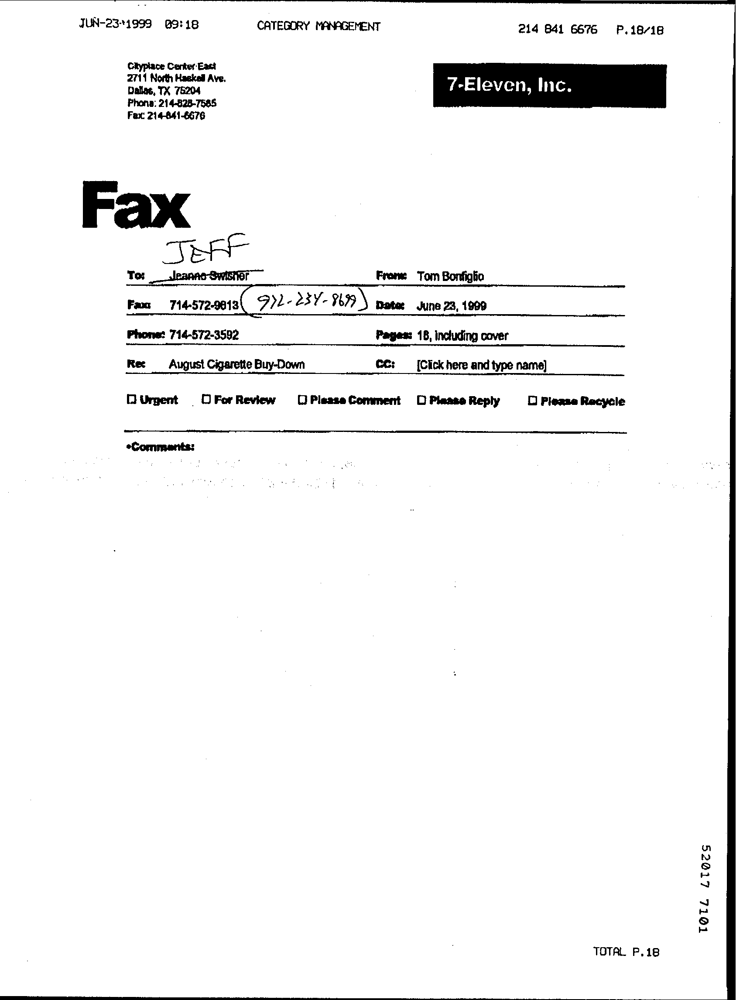 JUN-23-1999 09:18 CATEGORY MANAGEMENT 214 841 6676 P.18/18
Cityplace Center East
2711 North Haskell Ave.
Dallas, TX 75204
Phone: 214-828-7585
Fax: 214-841-6676
7-Eleven, Inc.
Fax
JEFF
To: Jeanne Swisher From: Tom Bonfiglio
Fax: 714-572-9813 (972-234-8699) Date: June 23, 1999
Phone: 714-572-3592 Pages: 18, including cover
Re: August Cigarette Buy-Down CC: [Click here and type name]
☐ Urgent ☐ For Review ☐ Please Comment ☐ Please Reply ☐ Please Recycle
•Comments:
52017 7101
TOTAL P.18